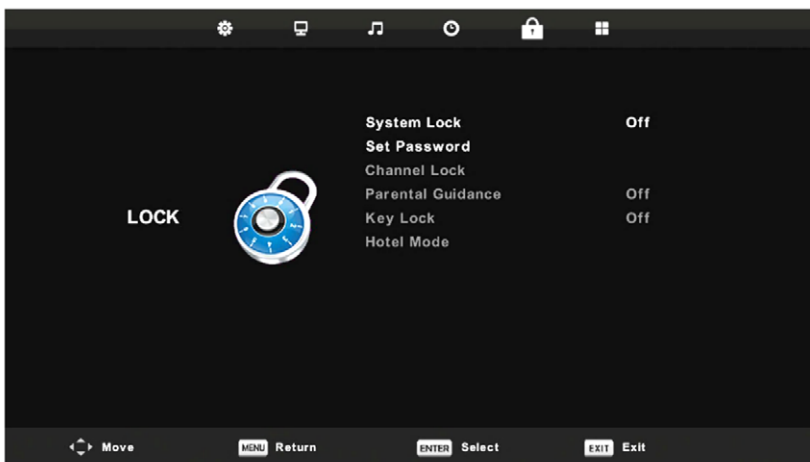 System Lock Off
Set Password
Channel Lock
Parental Guidance Off
LOCK
Key Lock Off
Hotel Mode
Move MENU Return ENTER Select EXIT Exit